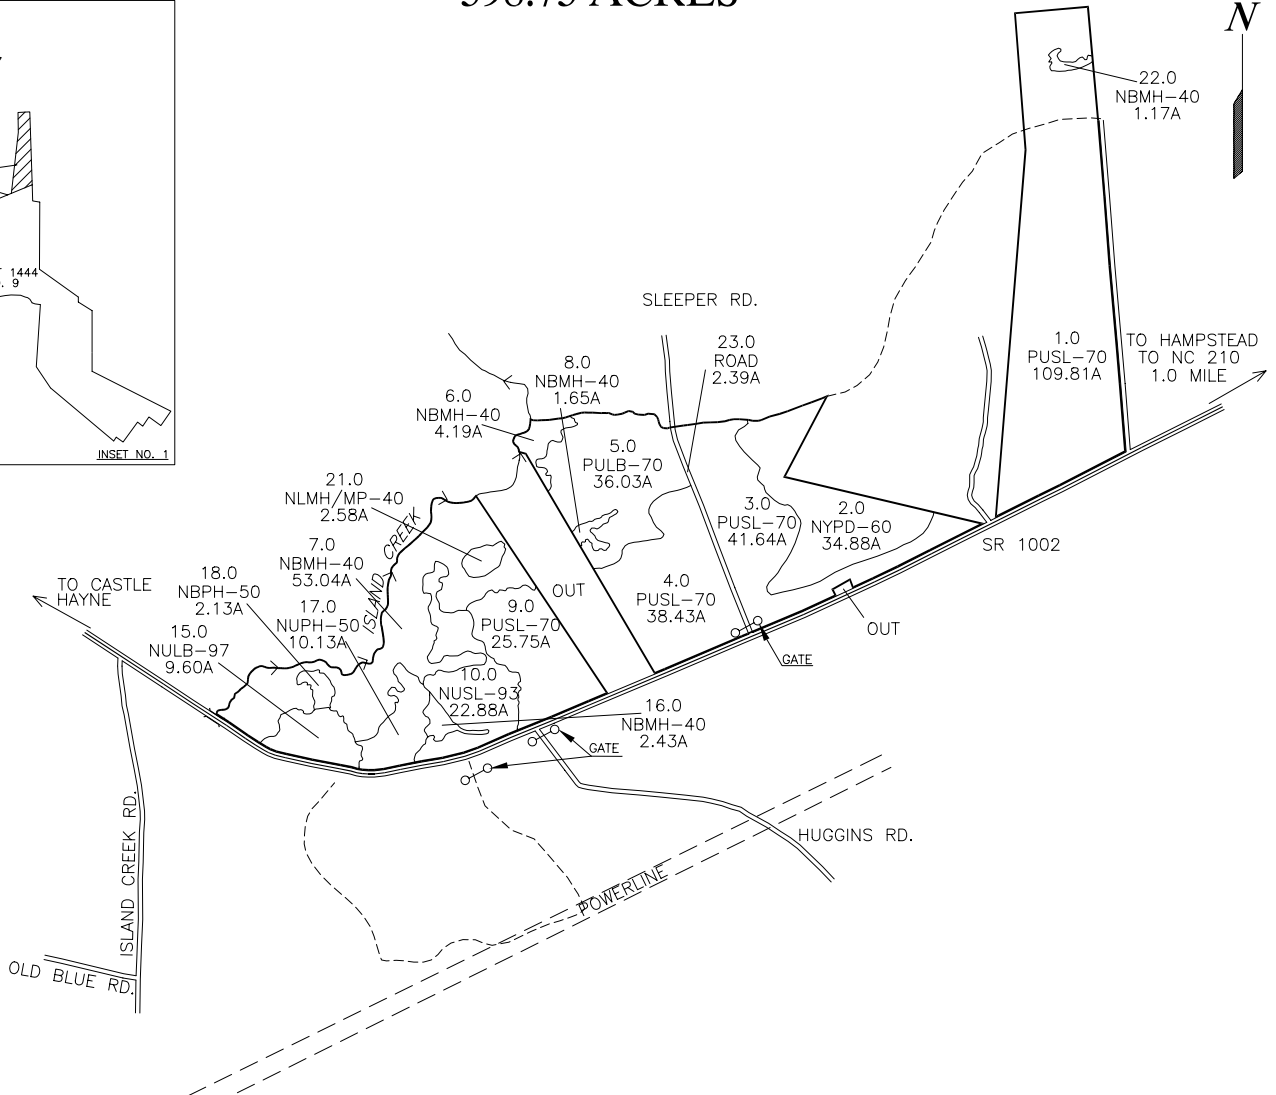 N
22.0
NBMH-40
1.17A
SLEEPER RD.
23.0
ROAD
2.39A
1.0
PUSL-70
109.81A
TO HAMPSTEAD
TO NC 210
1.0 MILE
8.0
NBMH-40
1.65A
6.0
NBMH-40
4.19A
5.0
PULB-70
36.03A
21.0
NLMH/MP-40
2.58A
3.0
PUSL-70
41.64A
2.0
NYPD-60
34.88A
SR 1002
ISLAND CREEK
7.0
NBMH-40
53.04A
18.0
NBPH-50
2.13A
TO CASTLE
HAYNE
OUT
4.0
PUSL-70
38.43A
9.0
PUSL-70
25.75A
17.0
NUPH-50
10.13A
15.0
NULB-97
9.60A
OUT
GATE
10.0
NUSL-93
22.88A
16.0
NBMH-40
2.43A
GATE
HUGGINS RD.
POWERLINE
ISLAND CREEK RD.
OLD BLUE RD.
1444
. 9
INSET NO. 1